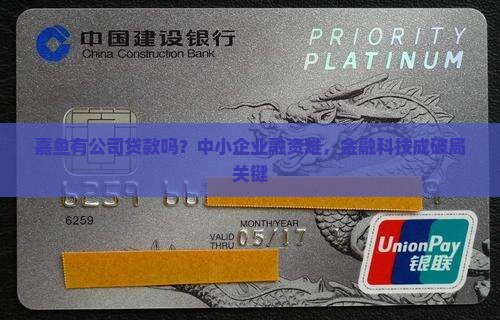 中国建设银行
China Construction Bank
PRIORITY
PLATINUM
嘉鱼有公司贷款吗？中小企业融资难，金融科技成破局
关键
6259
6259
MONTH/YEAR
VALID
THRU
05/17
UnionPay
银联